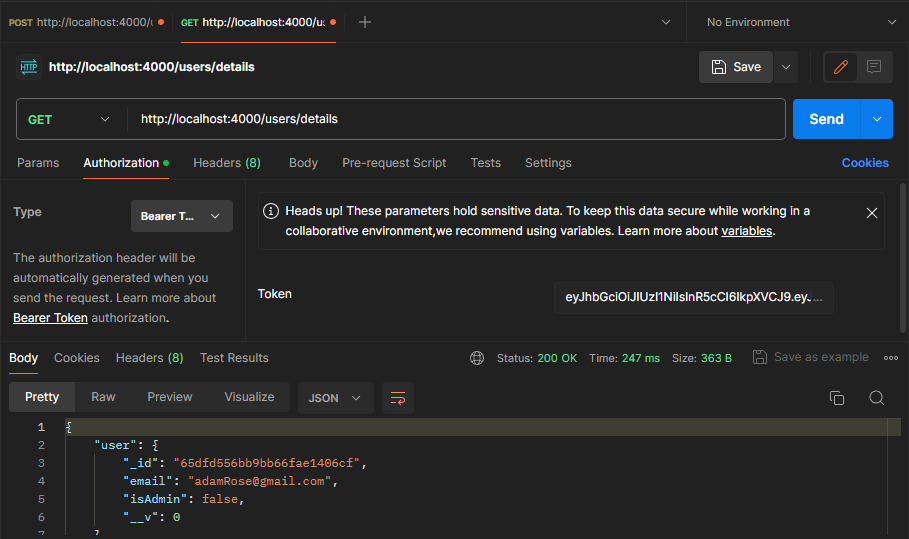 POST http://localhost:4000/u
GET http://localhost:4000/us
No Environment
HTTP http://localhost:4000/users/details
Save
GET
http://localhost:4000/users/details
Send
Params Authorization Headers (8) Body Pre-request Script Tests Settings Cookies
Type
Bearer T...
The authorization header will be
automatically generated when you
send the request. Learn more about
Bearer Token authorization.
Heads up! These parameters hold sensitive data. To keep this data secure while working in a
collaborative environment,we recommend using variables. Learn more about variables.
Token
eyJhbGciOiJIUzI1NiIsInR5cCI6IkpXVCJ9.eyJ...
Body Cookies Headers (8) Test Results
Status: 200 OK Time: 247 ms Size: 363 B
Save as example
Pretty Raw Preview Visualize JSON
1 {
2 "user": {
3 "_id": "65dfd556bb9bb66fae1406cf",
4 "email": "adamRose@gmail.com",
5 "isAdmin": false,
6 "__v": 0
7 }